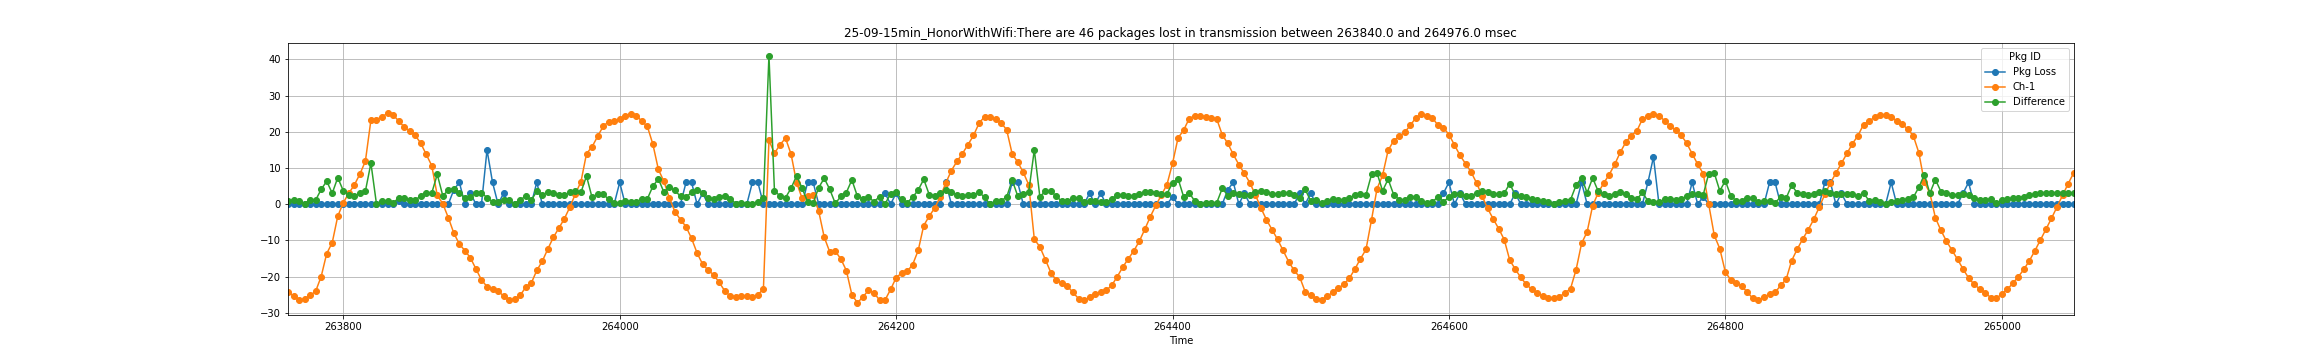 25-09-15min_HonorWithWifi:There are 46 packages lost in transmission between 263840.0 and 264976.0 msec
Pkg ID
Pkg Loss
Ch-1
Difference
40
30
20
10
0
−10
−20
−30
263800 264000 264200 264400 264600 264800 265000
Time